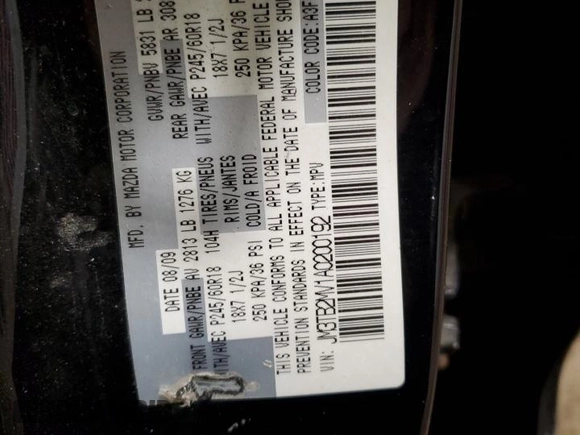 MFD. BY MAZDA MOTOR CORPORATION
DATE 08/09 GVWR/PNBV 5831 LB
FRONT GAWR/PNBE AV 2813 LB 1276 KG REAR GAWR/PNBE AR 308
WITH/AVEC P245/60R18 104H TIRES/PNEUS WITH/AVEC P245/60R18
18X7 1/2J RIMS/JANTES 18X7 1/2J
250 KPA/36 PSI COLD/A FROID 250 KPA/36 P
THIS VEHICLE CONFORMS TO ALL APPLICABLE FEDERAL MOTOR VEHICLE
PREVENTION STANDARDS IN EFFECT ON THE DATE OF MANUFACTURE SHOW
VIN: JM3TB2MV1A0200192 TYPE: MPV COLOR CODE: A3F